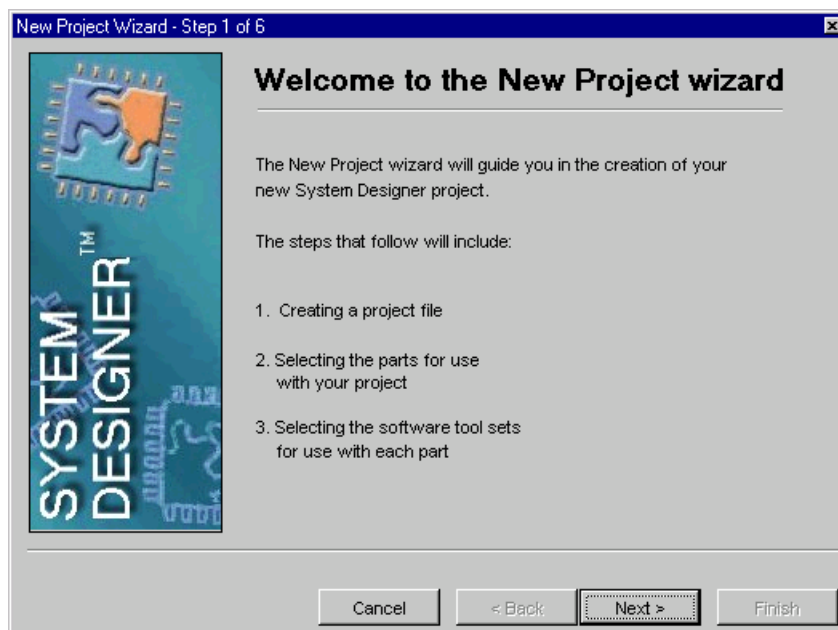 New Project Wizard - Step 1 of 6
SYSTEM
DESIGNER™
Welcome to the New Project wizard
The New Project wizard will guide you in the creation of your
new System Designer project.
The steps that follow will include:
1. Creating a project file
2. Selecting the parts for use
with your project
3. Selecting the software tool sets
for use with each part
Cancel
< Back
Next >
Finish